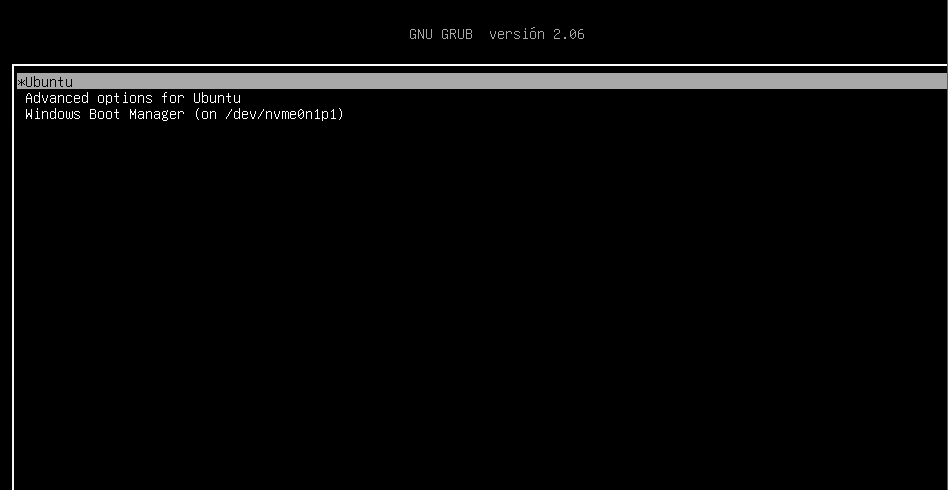 GNU GRUB  versión 2.06
*Ubuntu
Advanced options for Ubuntu
Windows Boot Manager (on /dev/nvme0n1p1)